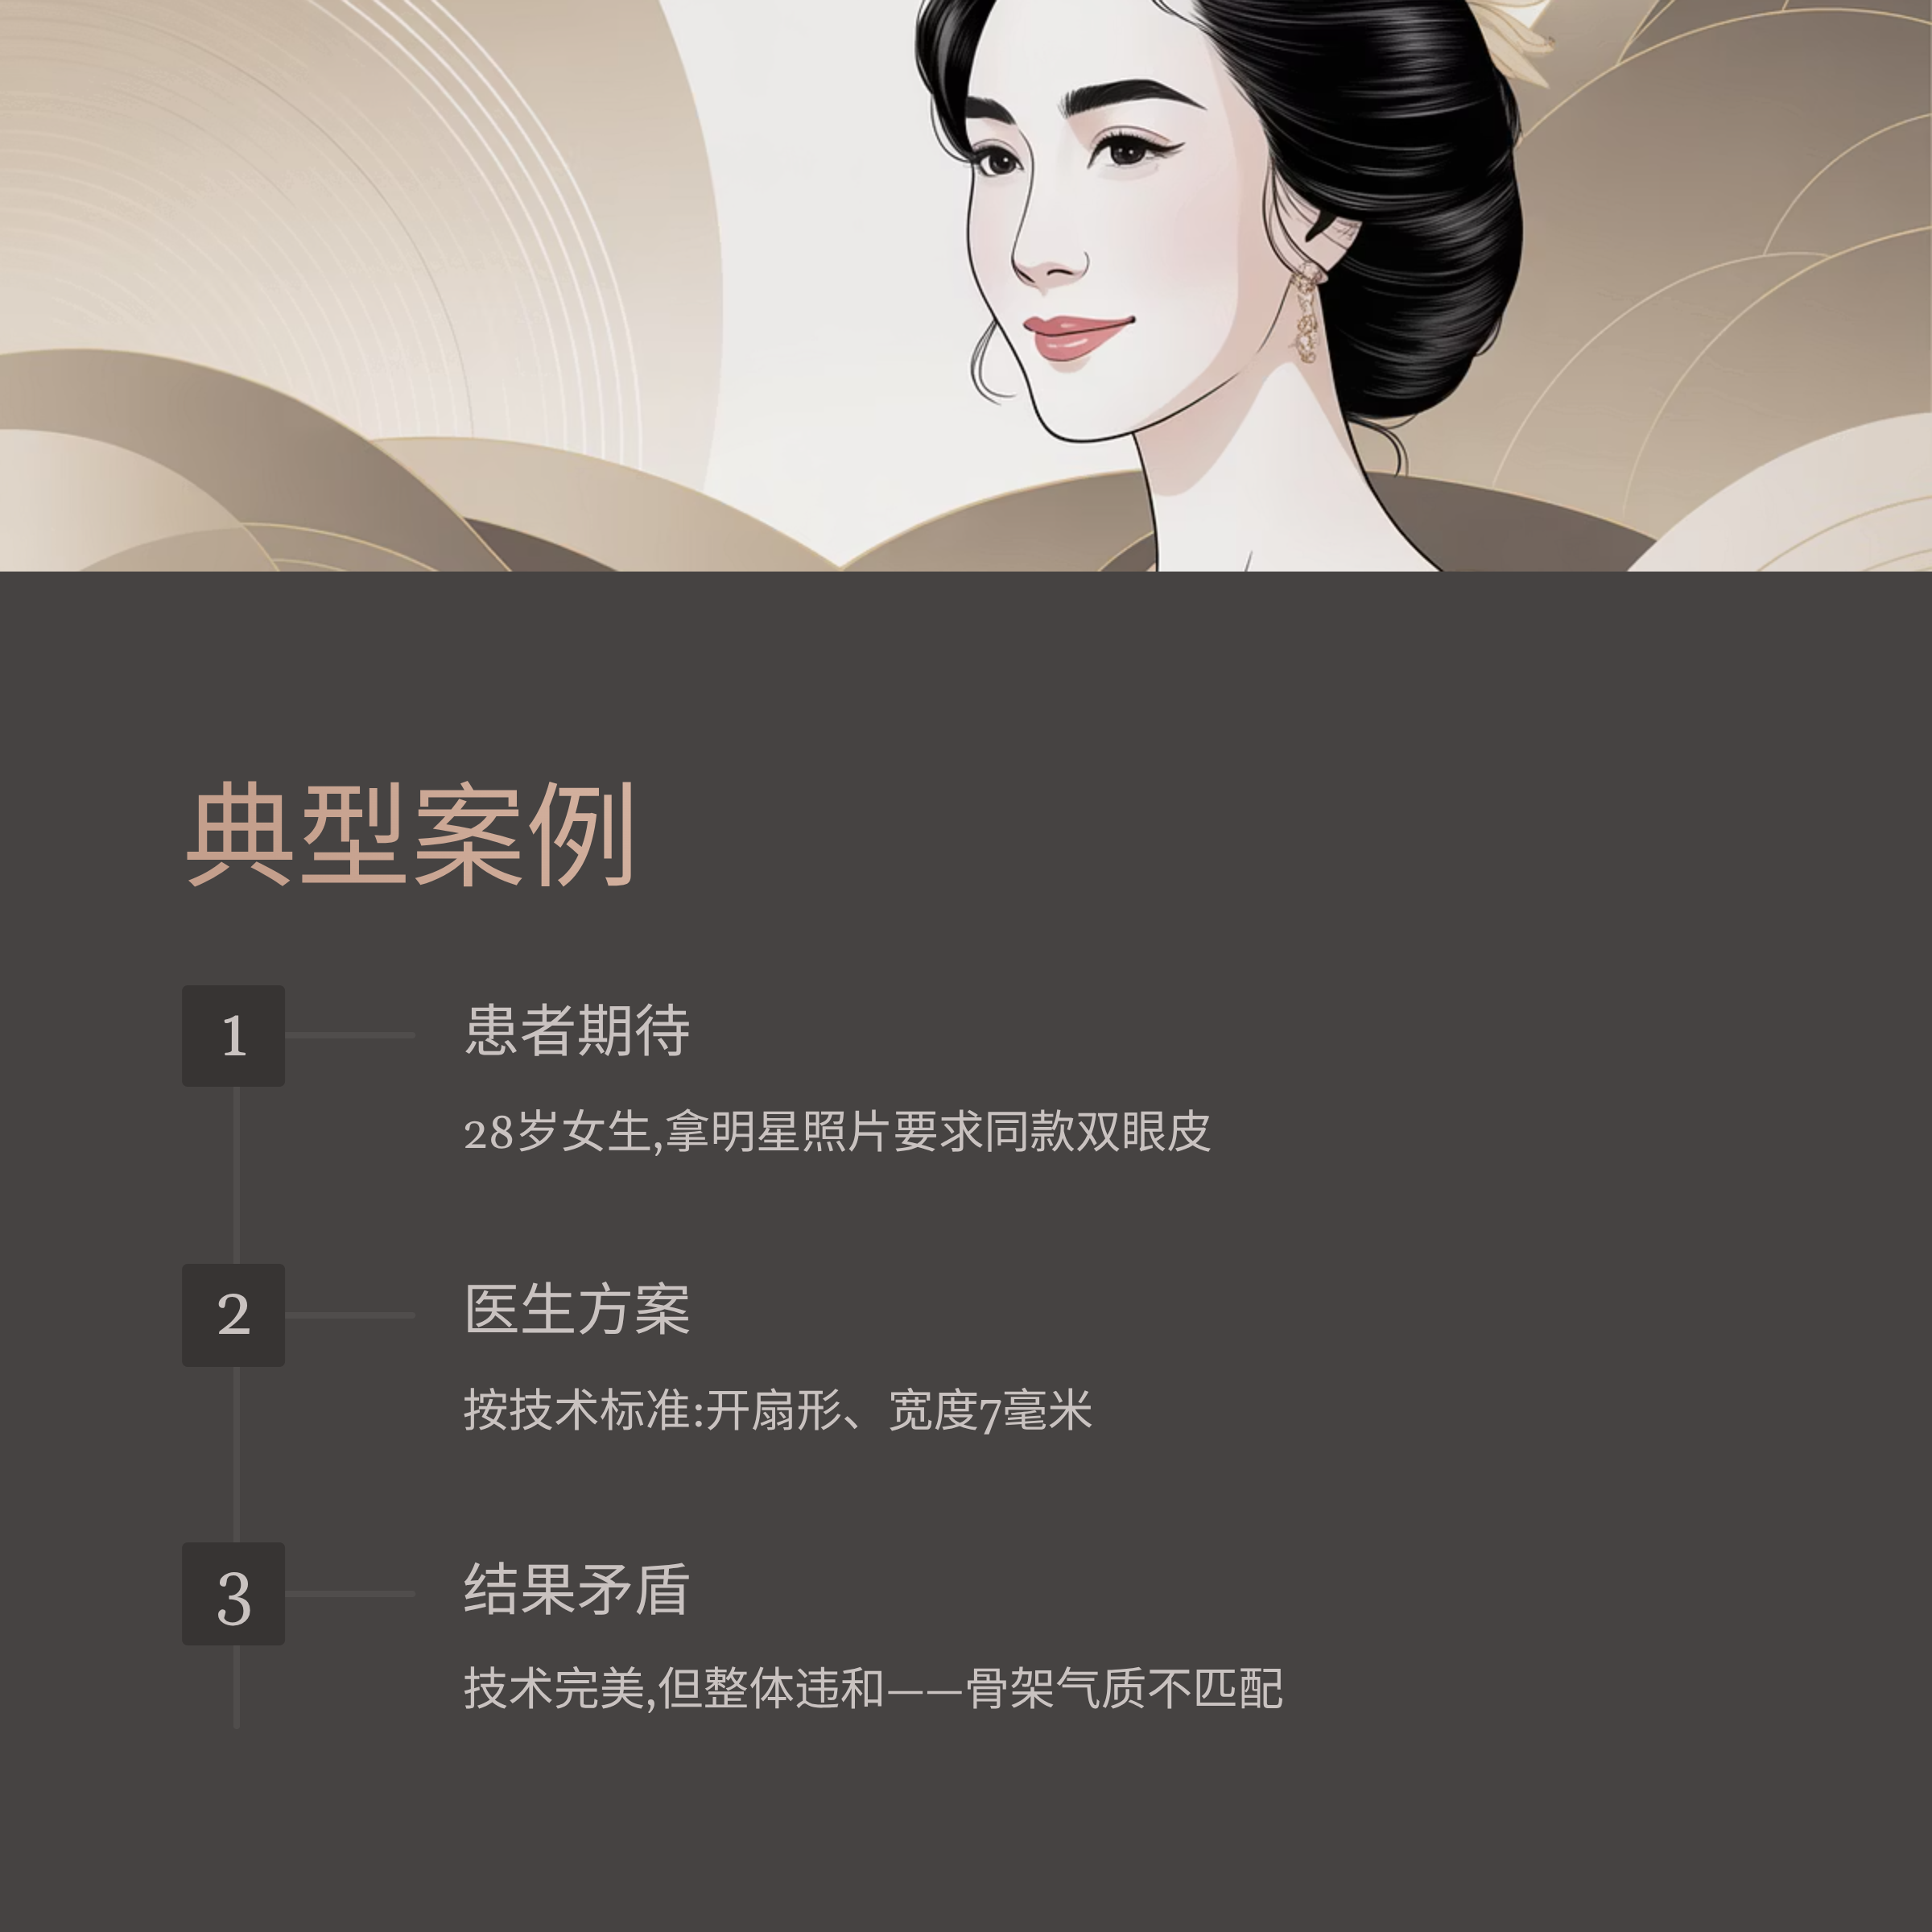 典型案例
1
患者期待
28岁女生,拿明星照片要求同款双眼皮
2
医生方案
按技术标准:开扇形、宽度7毫米
3
结果矛盾
技术完美,但整体违和——骨架气质不匹配